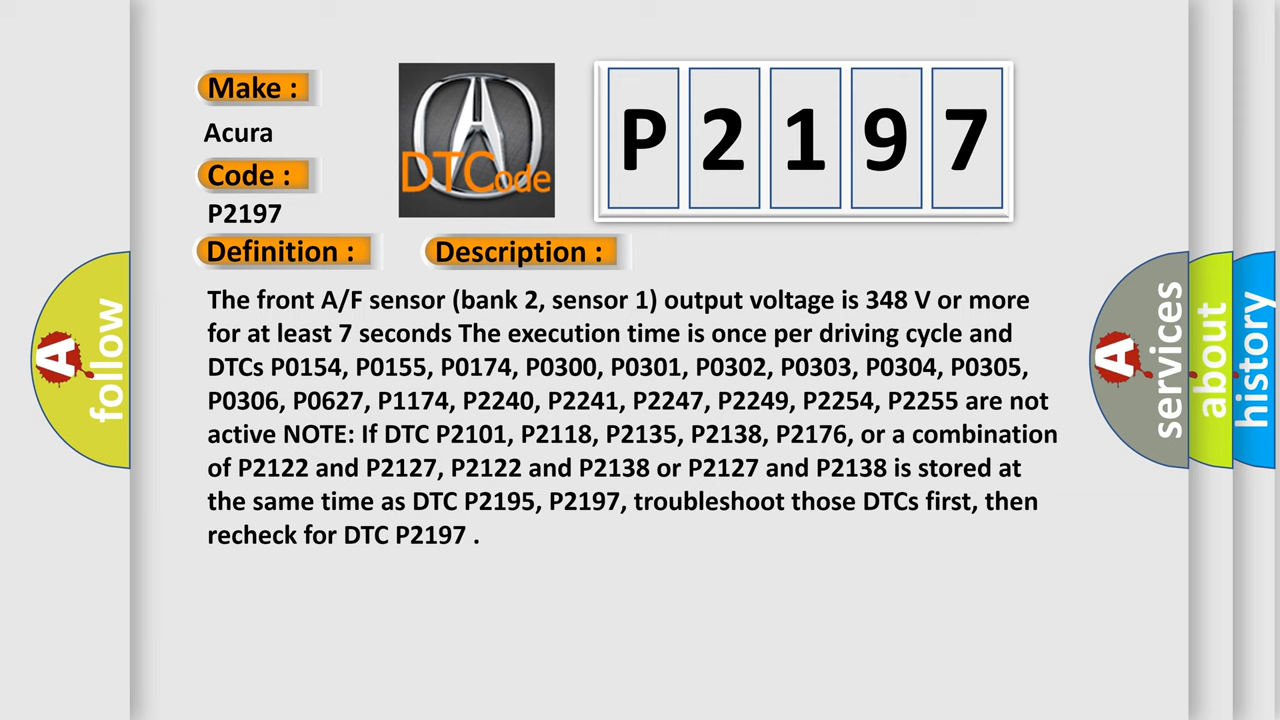 Make :
Acura
Code :
P2197
DTCode
P 2 1 9 7
Definition :
Description :
The front A/F sensor (bank 2, sensor 1) output voltage is 348 V or more
for at least 7 seconds The execution time is once per driving cycle and
DTCs P0154, P0155, P0174, P0300, P0301, P0302, P0303, P0304, P0305,
P0306, P0627, P1174, P2240, P2241, P2247, P2249, P2254, P2255 are not
active NOTE: If DTC P2101, P2118, P2135, P2138, P2176, or a combination
of P2122 and P2127, P2122 and P2138 or P2127 and P2138 is stored at
the same time as DTC P2195, P2197, troubleshoot those DTCs first, then
recheck for DTC P2197 .
A follow
A services
about
history